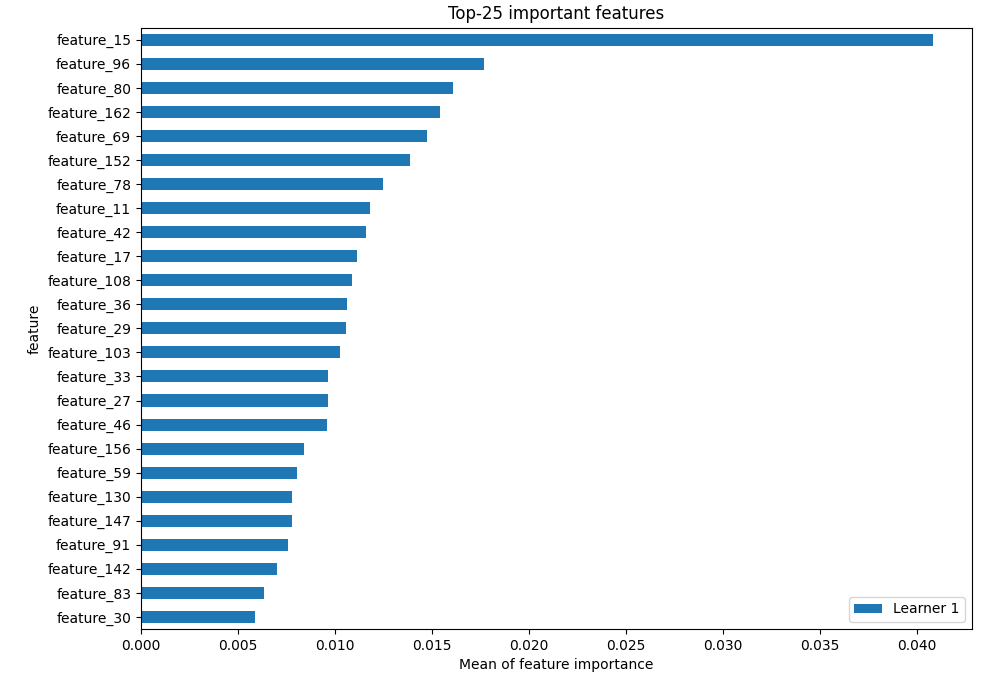 Top-25 important features
feature_15
feature_96
feature_80
feature_162
feature_69
feature_152
feature_78
feature_11
feature_42
feature_17
feature_108
feature_36
feature_29
feature_103
feature_33
feature_27
feature_46
feature_156
feature_59
feature_130
feature_147
feature_91
feature_142
feature_83
feature_30
feature
Learner 1
0.000 0.005 0.010 0.015 0.020 0.025 0.030 0.035 0.040
Mean of feature importance